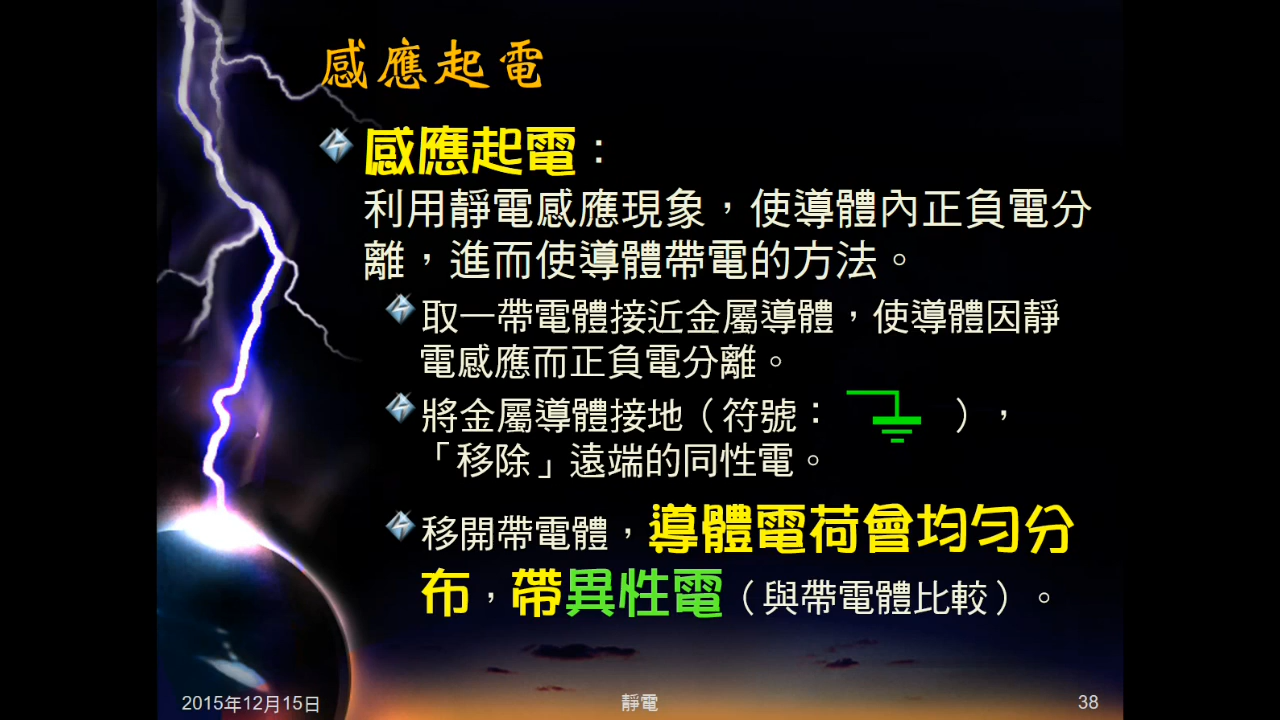 感應起電
感應起電：
利用靜電感應現象，使導體內正負電分
離，進而使導體帶電的方法。
取一帶電體接近金屬導體，使導體因靜
電感應而正負電分離。
將金屬導體接地（符號：　　　），
「移除」遠端的同性電。
移開帶電體，導體電荷會均勻分
布，帶異性電（與帶電體比較）。
2015年12月15日
靜電
38